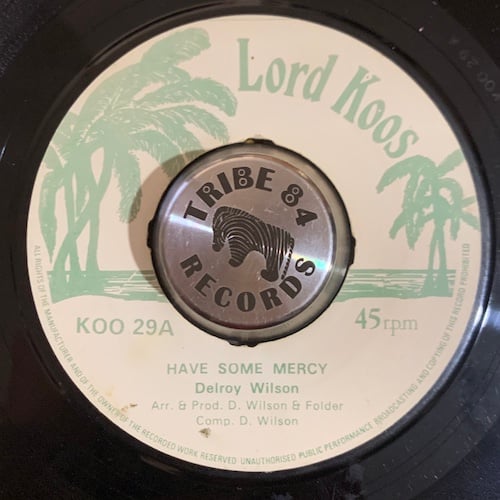 Lord Koos
TRIBE 84
RECORDS
KOO 29A
45rpm
HAVE SOME MERCY
Delroy Wilson
Arr. & Prod. D. Wilson & Folder
Comp. D. Wilson
ALL RIGHTS OF THE MANUFACTURER AND OF THE OWNER OF THE RECORDED WORK RESERVED UNAUTHORISED PUBLIC PERFORMANCE BROADCASTING AND COPYING OF THIS RECORD PROHIBITED
KOO 29 A